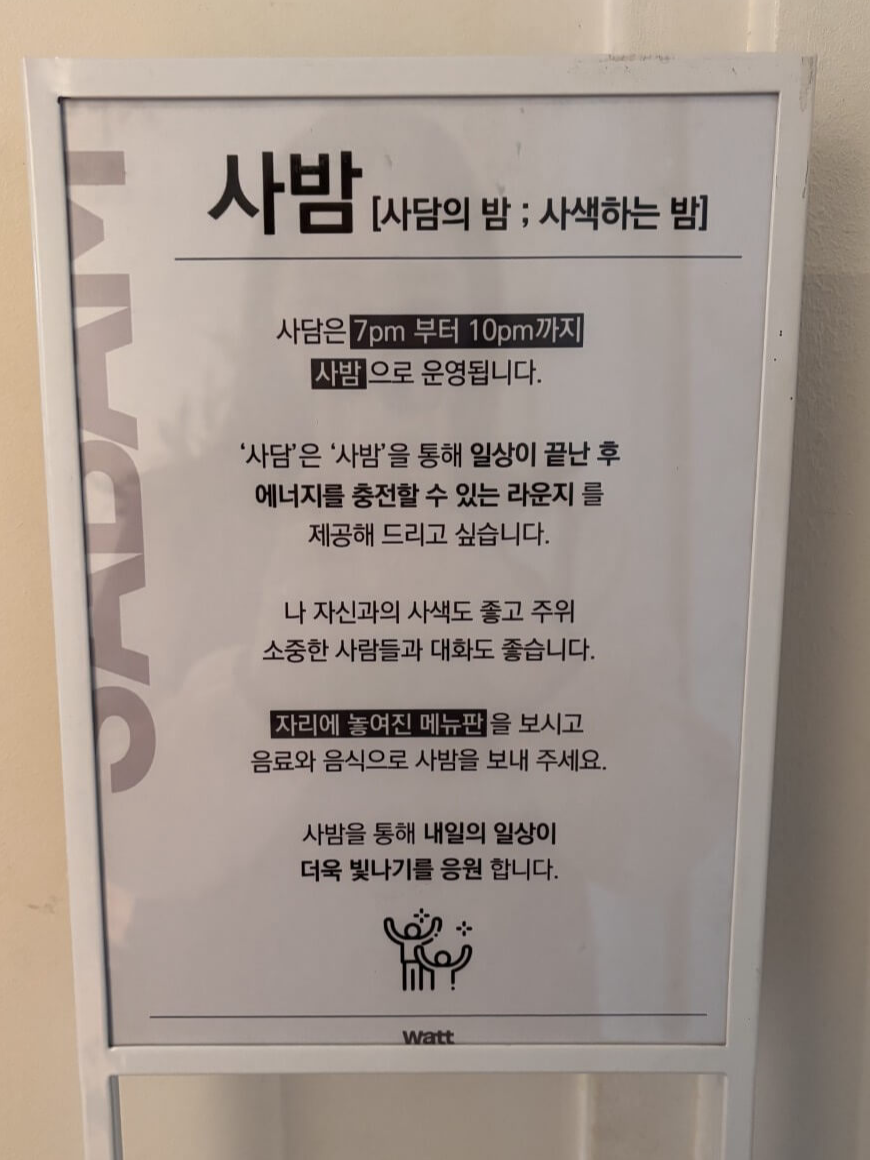 사밤 [사담의 밤 ; 사색하는 밤]
사담은 7pm 부터 10pm까지
사밤으로 운영됩니다.
‘사담’은 ‘사밤’을 통해 일상이 끝난 후
에너지를 충전할 수 있는 라운지 를
제공해 드리고 싶습니다.
나 자신과의 사색도 좋고 주위
소중한 사람들과 대화도 좋습니다.
자리에 놓여진 메뉴판을 보시고
음료와 음식으로 사밤을 보내 주세요.
사밤을 통해 내일의 일상이
더욱 빛나기를 응원 합니다.
watt
SABAM